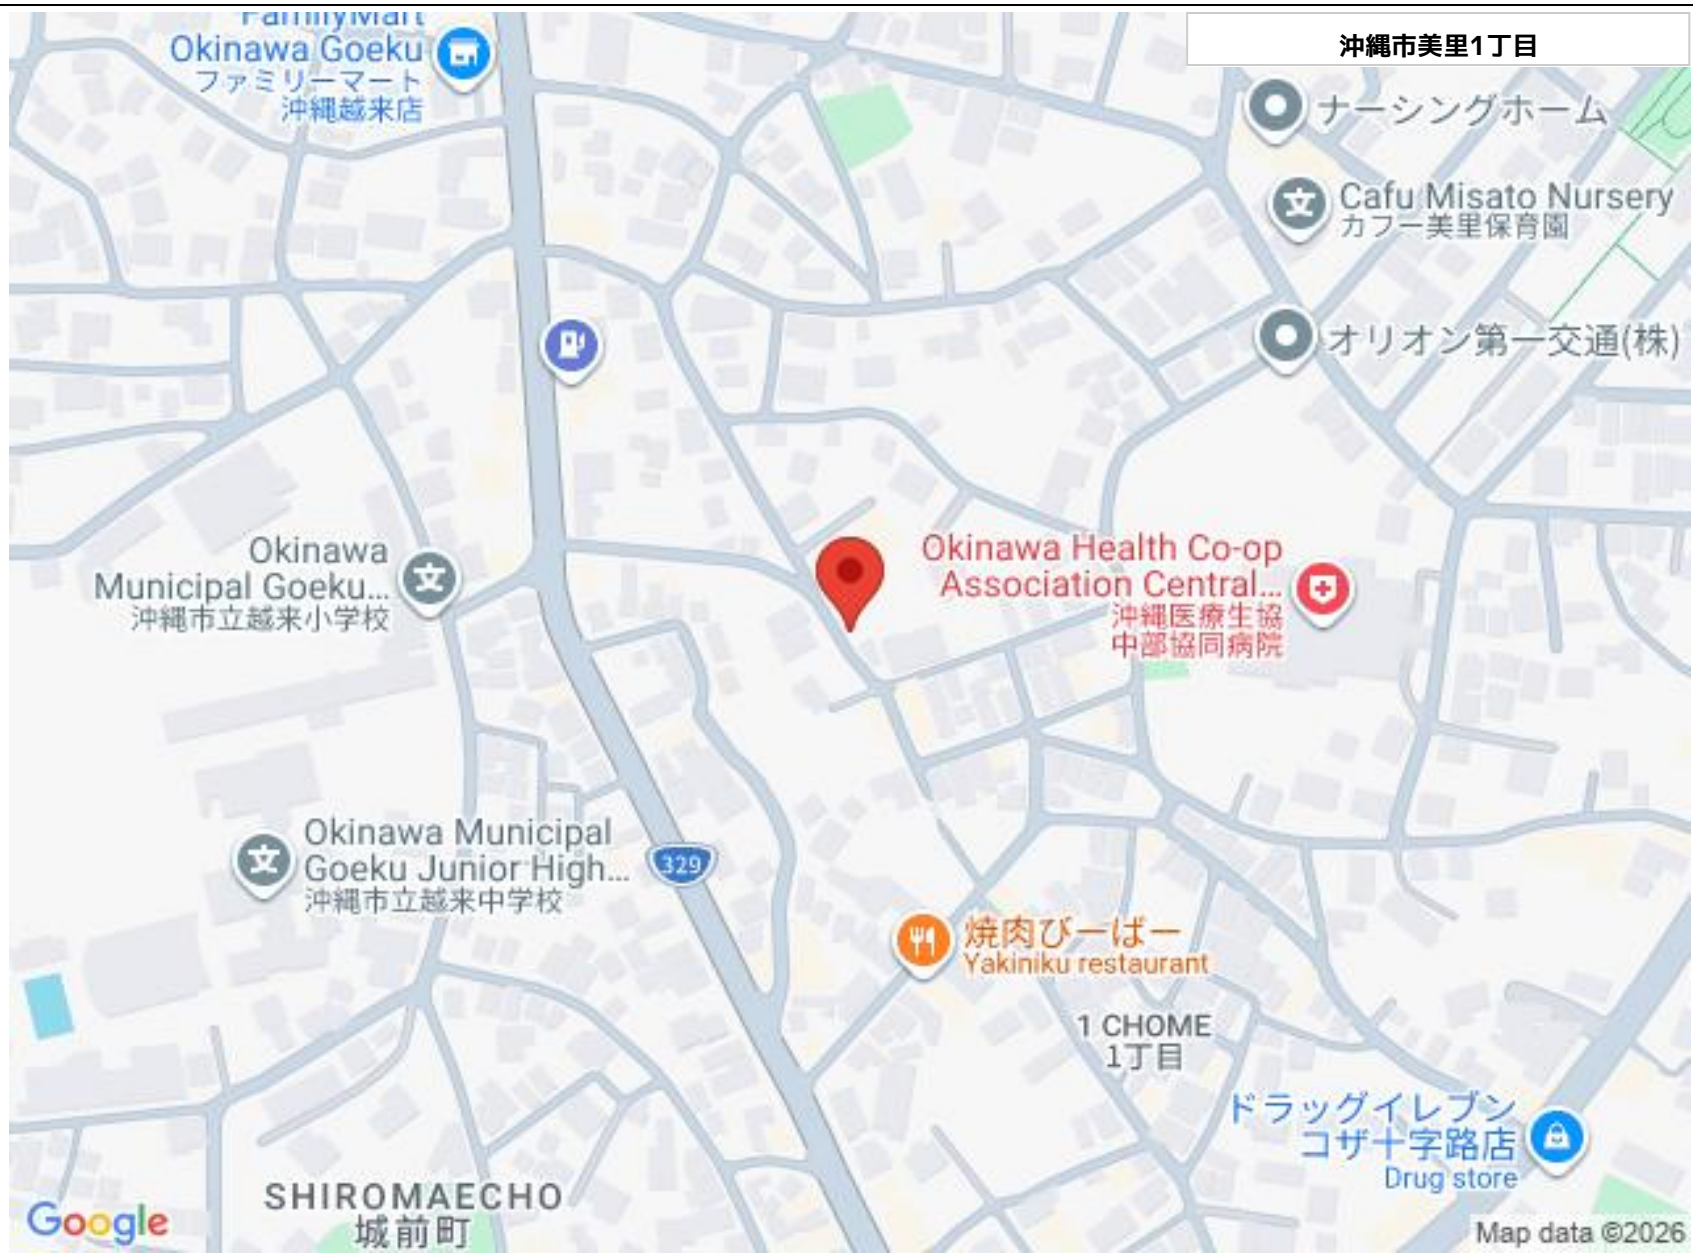 沖縄市美里1丁目
FamilyMart
Okinawa Goeku
ファミリーマート
沖縄越来店
ナーシングホーム
Cafu Misato Nursery
カフー美里保育園
オリオン第一交通(株)
Okinawa
Municipal Goeku...
沖縄市立越来小学校
Okinawa Health Co-op
Association Central...
沖縄医療生協
中部協同病院
Okinawa Municipal
Goeku Junior High...
沖縄市立越来中学校
329
焼肉びーばー
Yakiniku restaurant
1 CHOME
1丁目
ドラッグイレブン
コザ十字路店
Drug store
SHIROMAECHO
城前町
Google
Map data ©2026